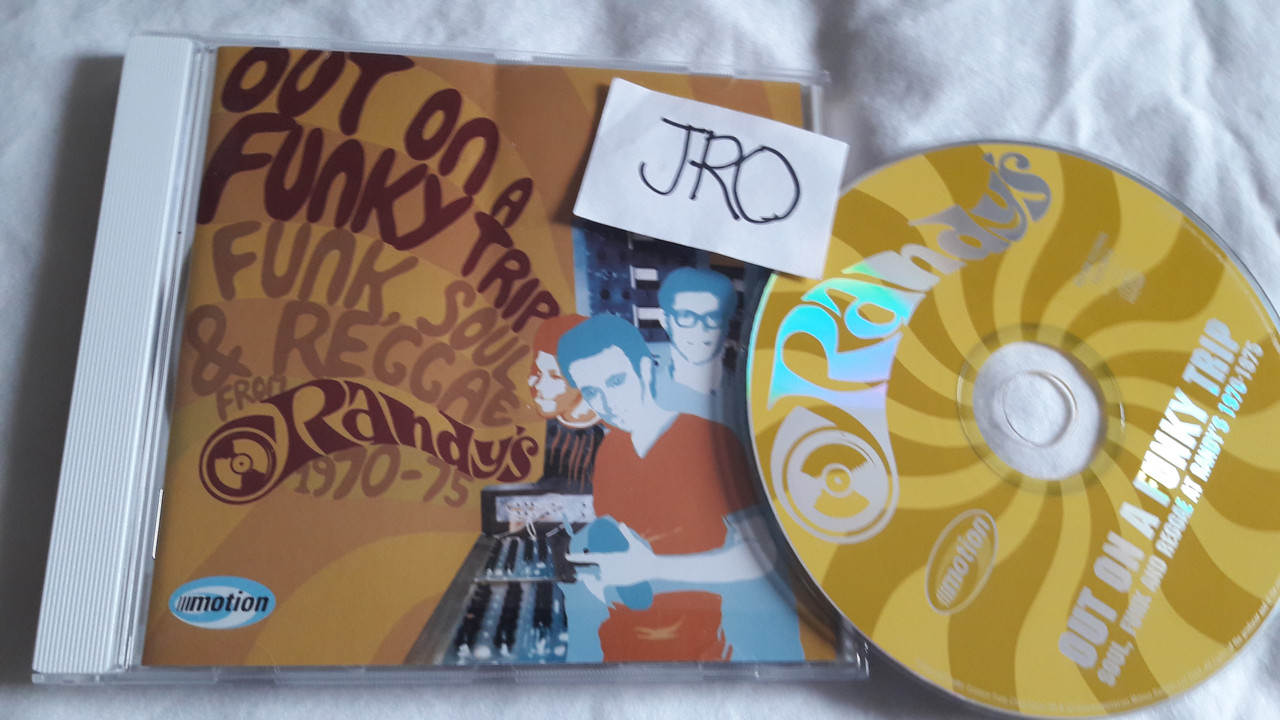 OUT ON A
FUNKY TRIP
FUNK, SOUL
& REGGAE
FROM
Randy's
1970-75
motion
JRO
Randy's
motion
OUT ON A FUNKY TRIP
SOUL, FUNK AND REGGAE AT RANDY'S 1970-1975